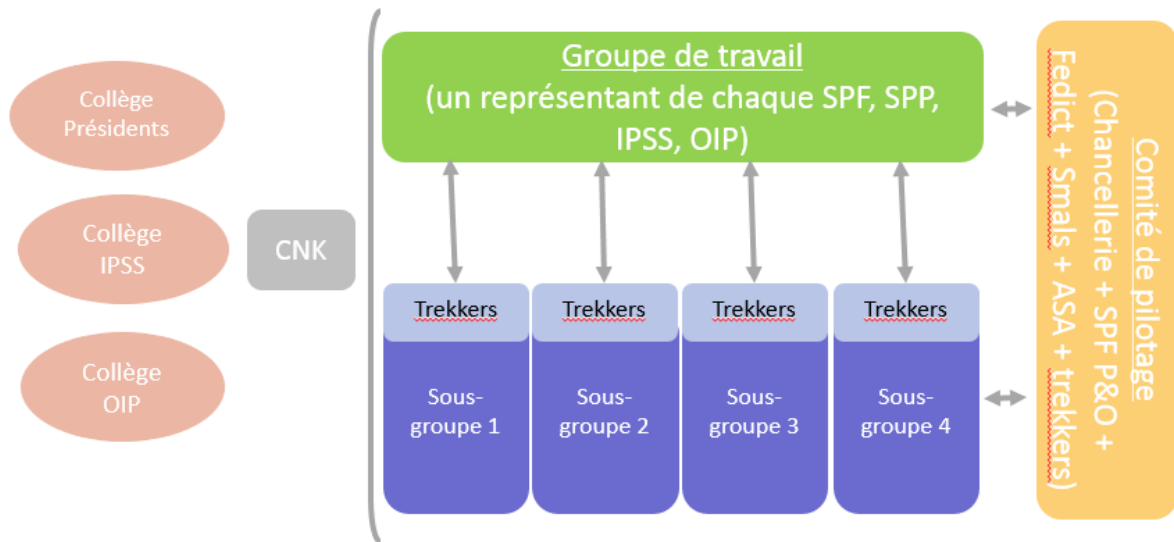 Collège
Présidents
Collège
IPSS
Collège
OIP
CNK
Groupe de travail
(un représentant de chaque SPF, SPP,
IPSS, OIP)
Trekkers
Trekkers
Trekkers
Trekkers
Sous-
groupe 1
Sous-
groupe 2
Sous-
groupe 3
Sous-
groupe 4
Comité de pilotage
(Chancellerie + SPF P&O +
Fedict + Smals + ASA + trekkers)